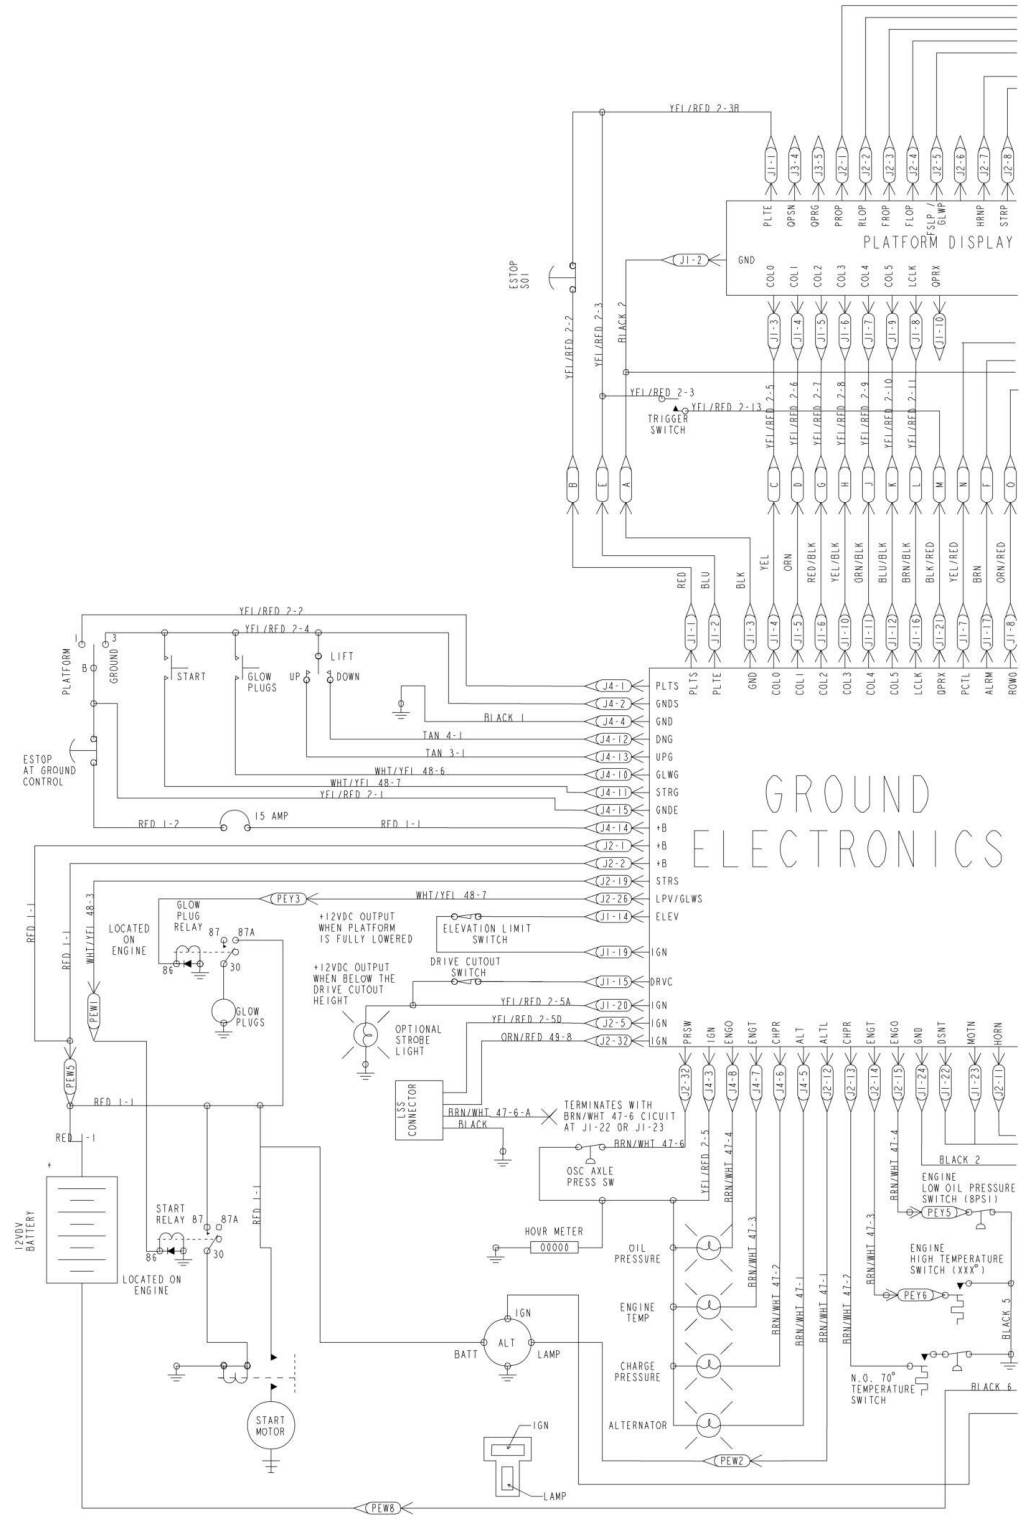 YEL/RED 2-3B
J1-1
J3-4
J3-5
J2-1
J2-2
J2-3
J2-4
J2-5
J2-6
J2-7
J2-8
PLTE
QPSN
QPRG
PROP
RLOP
FROP
FLOP
FSLP /
GLWP
HRNP
STRP
PLATFORM DISPLAY
J1-2
GND
COL0
COL1
COL2
COL3
COL4
COL5
LCLK
QPRX
ESTOP
S01
J1-3
J1-4
J1-5
J1-6
J1-7
J1-9
J1-8
J1-10
YEL/RED 2-2
YEL/RED 2-3
BLACK 2
YEL/RED 2-3
YEL/RED 2-13
TRIGGER
SWITCH
YEL/RED 2-5
YEL/RED 2-6
YEL/RED 2-7
YEL/RED 2-8
YEL/RED 2-9
YEL/RED 2-10
YEL/RED 2-11
B
E
A
C
D
G
H
J
K
L
M
N
F
O
RED
BLU
BLK
YEL
ORN
RED/BLK
YEL/BLK
ORN/BLK
BLU/BLK
BRN/BLK
BLK/RED
YEL/RED
BRN
ORN/RED
J1-1
J1-2
J1-3
J1-4
J1-5
J1-6
J1-10
J1-11
J1-12
J1-16
J1-21
J1-7
J1-17
J1-8
PLTS
PLTE
GND
COL0
COL1
COL2
COL3
COL4
COL5
LCLK
QPRX
PCTL
ALRM
ROW0
YEL/RED 2-2
YEL/RED 2-4
1
3
B
PLATFORM
GROUND
START
GLOW
PLUGS
LIFT
UP
DOWN
ESTOP
AT GROUND
CONTROL
BLACK 1
TAN 4-1
TAN 3-1
WHT/YEL 48-6
WHT/YEL 48-7
YEL/RED 2-1
RED 1-2
15 AMP
RED 1-1
J4-1 PLTS
J4-2 GNDS
J4-4 GND
J4-12 DNG
J4-13 UPG
J4-10 GLWG
J4-11 STRG
J4-15 GNDE
J4-14 +B
J2-1 +B
J2-2 +B
J2-19 STRS
J2-26 LPV/GLWS
J1-14 ELEV
J1-19 IGN
J1-15 DRVC
J1-20 IGN
J2-5 IGN
J2-32 IGN
GROUND
ELECTRONICS
PEY3
WHT/YEL 48-7
RED 1-1
RED 1-1
WHT/YEL 48-3
LOCATED
ON
ENGINE
GLOW
PLUG
RELAY
87
87A
86
30
GLOW
PLUGS
+12VDC OUTPUT
WHEN PLATFORM
IS FULLY LOWERED
ELEVATION LIMIT
SWITCH
+12VDC OUTPUT
WHEN BELOW THE
DRIVE CUTOUT
HEIGHT
DRIVE CUTOUT
SWITCH
YEL/RED 2-5A
YEL/RED 2-5D
ORN/RED 49-8
OPTIONAL
STROBE
LIGHT
PEW1
PEW5
LSS
CONNECTOR
BRN/WHT 47-6-A
BLACK
TERMINATES WITH
BRN/WHT 47-6 CICUIT
AT J1-22 OR J1-23
BRN/WHT 47-6
OSC AXLE
PRESS SW
PRSW
IGN
ENGO
ENGT
CHPR
ALT
ALTL
CHPR
ENGT
ENGO
GND
DSNT
MOTN
HORN
J2-32
J4-3
J4-8
J4-7
J4-6
J4-5
J2-12
J2-13
J2-14
J2-15
J1-24
J1-22
J1-23
J2-11
YEL/RED 2-5
BRN/WHT 47-4
BRN/WHT 47-3
BRN/WHT 47-2
BRN/WHT 47-1
BRN/WHT 47-1
BRN/WHT 47-2
BRN/WHT 47-3
BRN/WHT 47-4
BLACK 2
RED 1-1
RED 1-1
RED 1-1
+
12VDV
BATTERY
START
RELAY
87
87A
86
30
LOCATED ON
ENGINE
START
MOTOR
HOUR METER
00000
OIL
PRESSURE
ENGINE
TEMP
CHARGE
PRESSURE
ALTERNATOR
IGN
ALT
BATT
LAMP
IGN
LAMP
ENGINE
LOW OIL PRESSURE
SWITCH (8PSI)
PEY5
ENGINE
HIGH TEMPERATURE
SWITCH (XXX°)
PEY6
BLACK 5
N.O. 70°
TEMPERATURE
SWITCH
BLACK 6
PEW2
PEW8